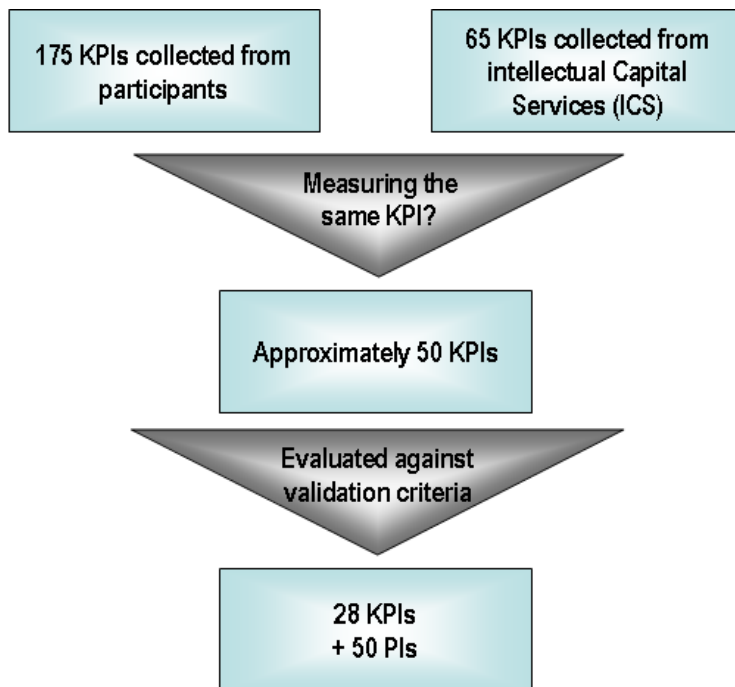 175 KPIs collected from
participants
65 KPIs collected from
intellectual Capital
Services (ICS)
Measuring the
same KPI?
Approximately 50 KPIs
Evaluated against
validation criteria
28 KPIs
+ 50 PIs